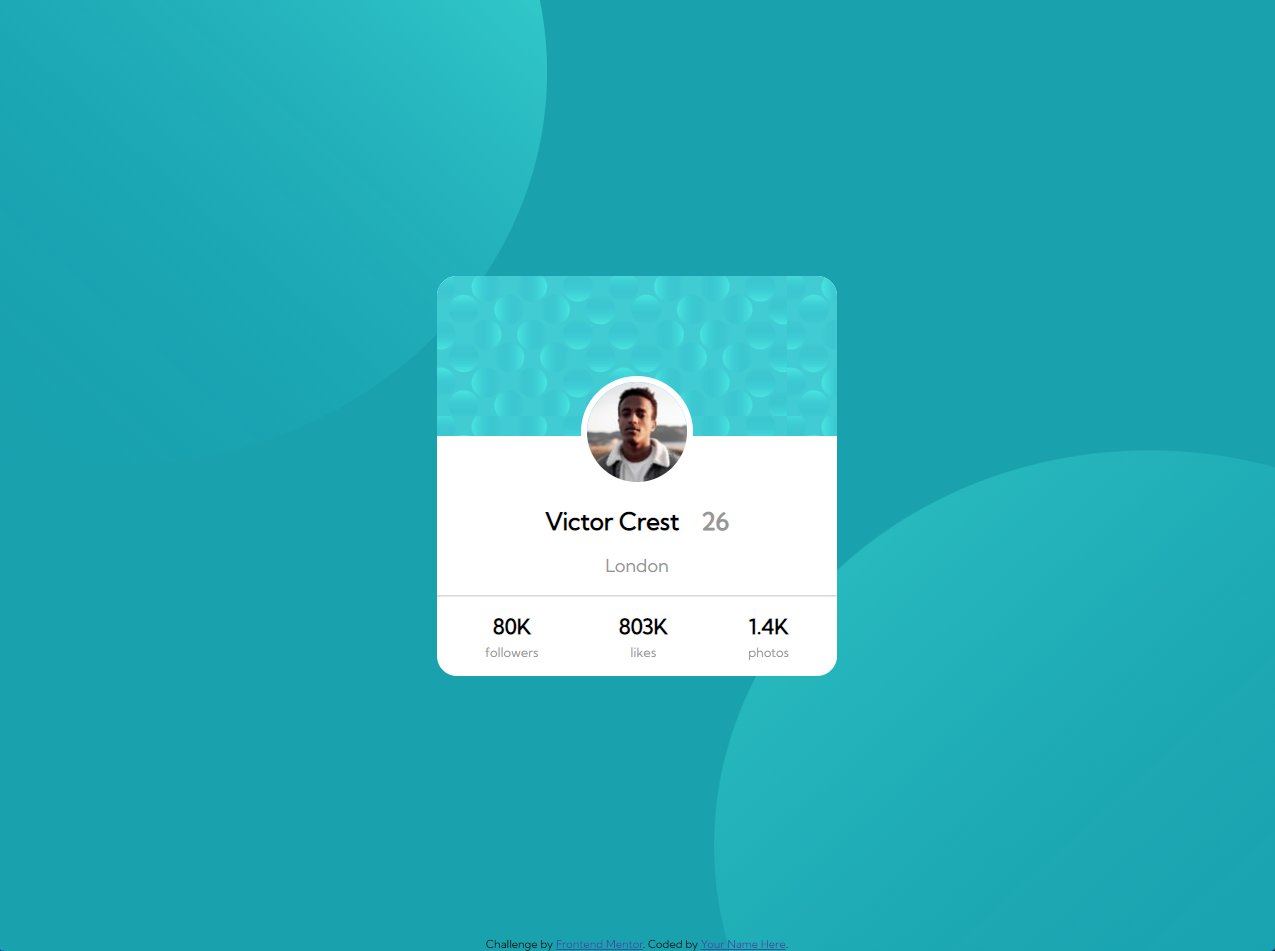 Victor Crest 26
London
80K 803K 1.4K
followers likes photos
Challenge by Frontend Mentor. Coded by Your Name Here.